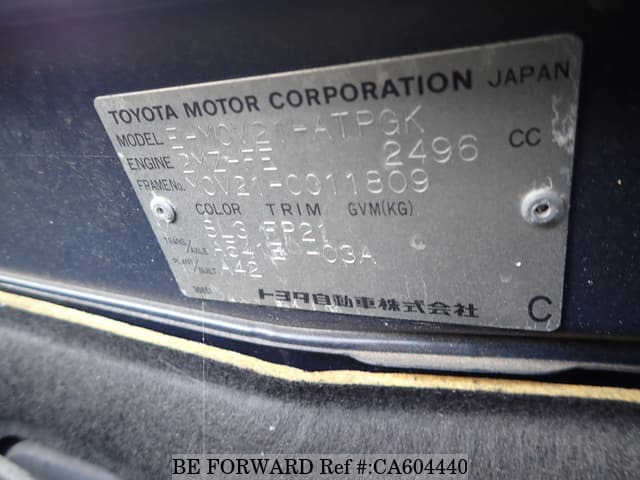 TOYOTA MOTOR CORPORATION JAPAN
MODEL E-MCV21-ATPGK
ENGINE 2MZ-FE 2496 CC
FRAME No. MCV21-0011809
COLOR TRIM GVM(KG)
8L3 FP21
TRANS./AXLE A541E -03A
PLANT/BUILT A42
トヨタ自動車株式会社 C
BE FORWARD Ref #:CA604440